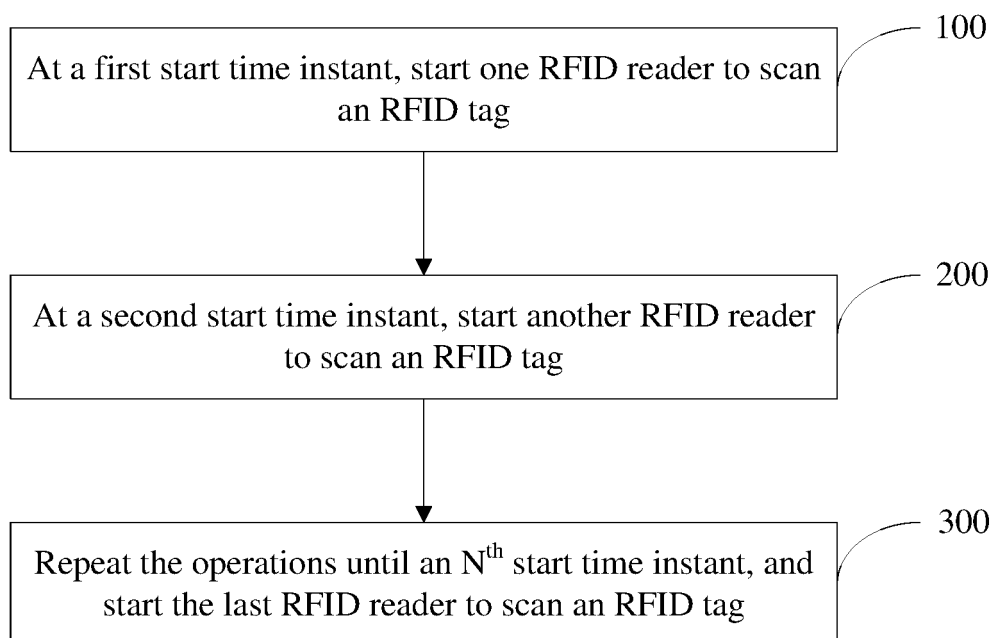 100
At a first start time instant, start one RFID reader to scan
an RFID tag
200
At a second start time instant, start another RFID reader
to scan an RFID tag
300
Repeat the operations until an Nth start time instant, and
start the last RFID reader to scan an RFID tag